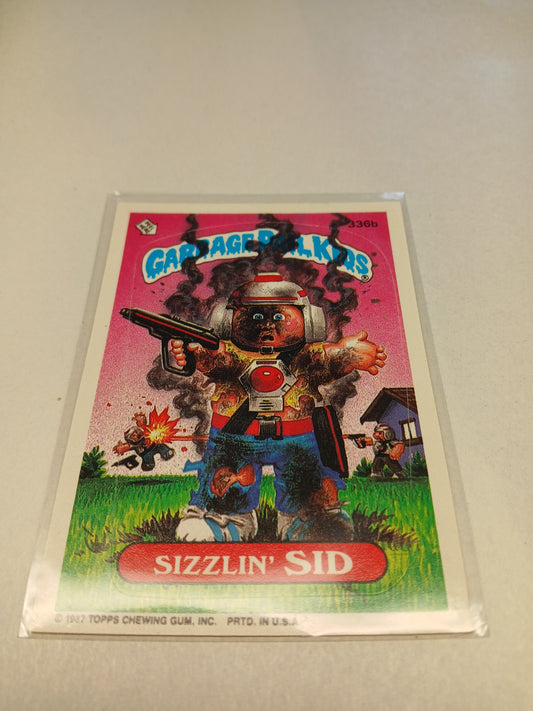 336b
GARBAGE PAIL KIDS®
SIZZLIN' SID
© 1987 TOPPS CHEWING GUM, INC. PRTD. IN U.S.A.